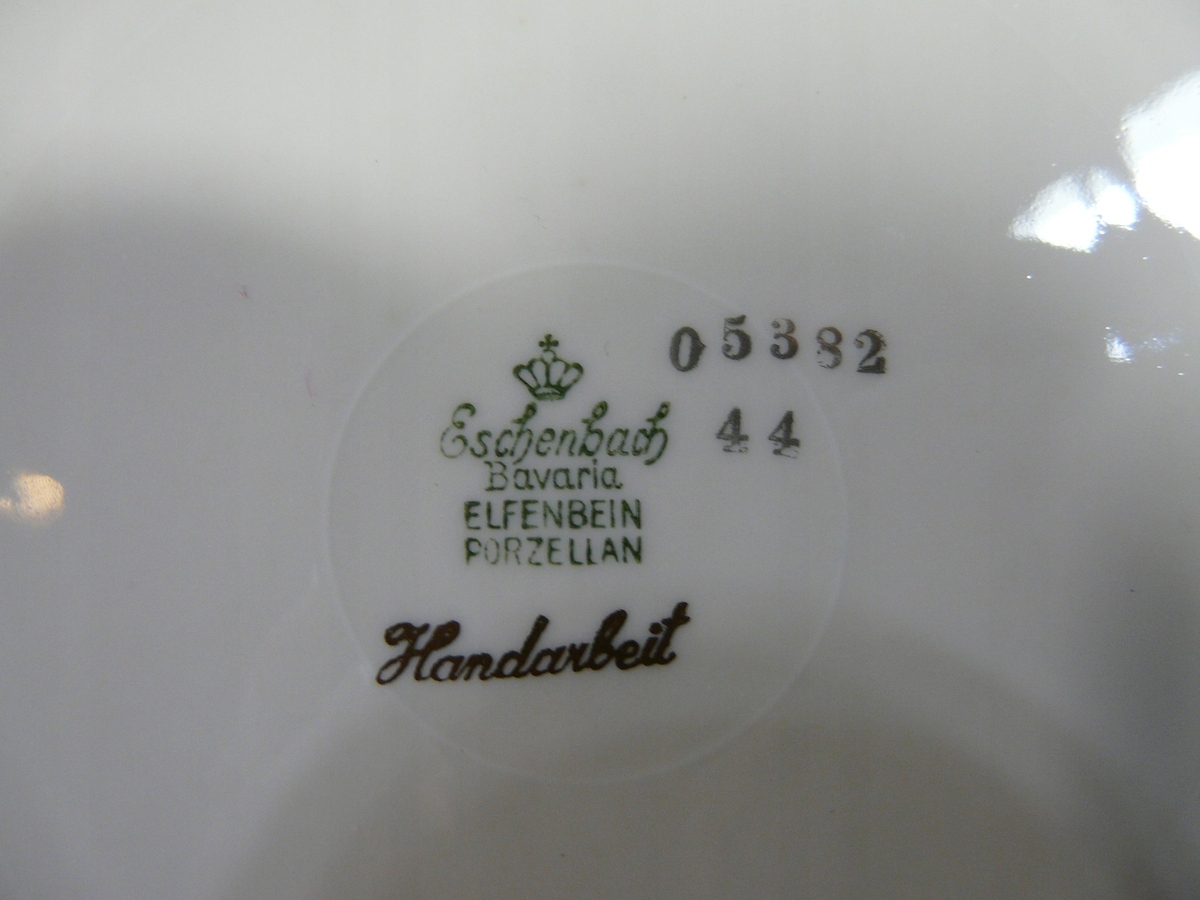 05382
Eschenbach
44
Bavaria
ELFENBEIN
PORZELLAN
Handarbeit